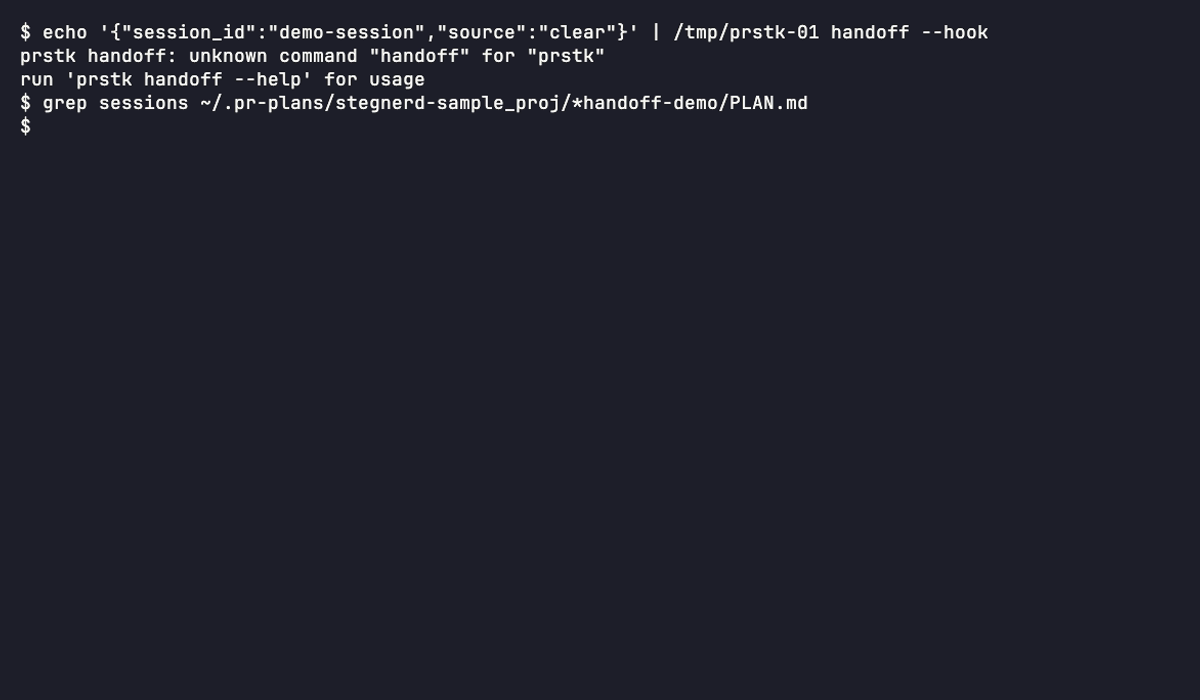 $ echo '{"session_id":"demo-session","source":"clear"}' | /tmp/prstk-01 handoff --hook
prstk handoff: unknown command "handoff" for "prstk"
run 'prstk handoff --help' for usage
$ grep sessions ~/.pr-plans/stegnerd-sample_proj/*handoff-demo/PLAN.md
$